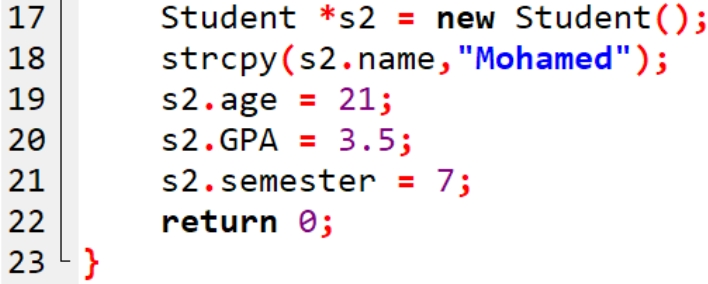 17 Student *s2 = new Student();
18 strcpy(s2.name,"Mohamed");
19 s2.age = 21;
20 s2.GPA = 3.5;
21 s2.semester = 7;
22 return 0;
23 }